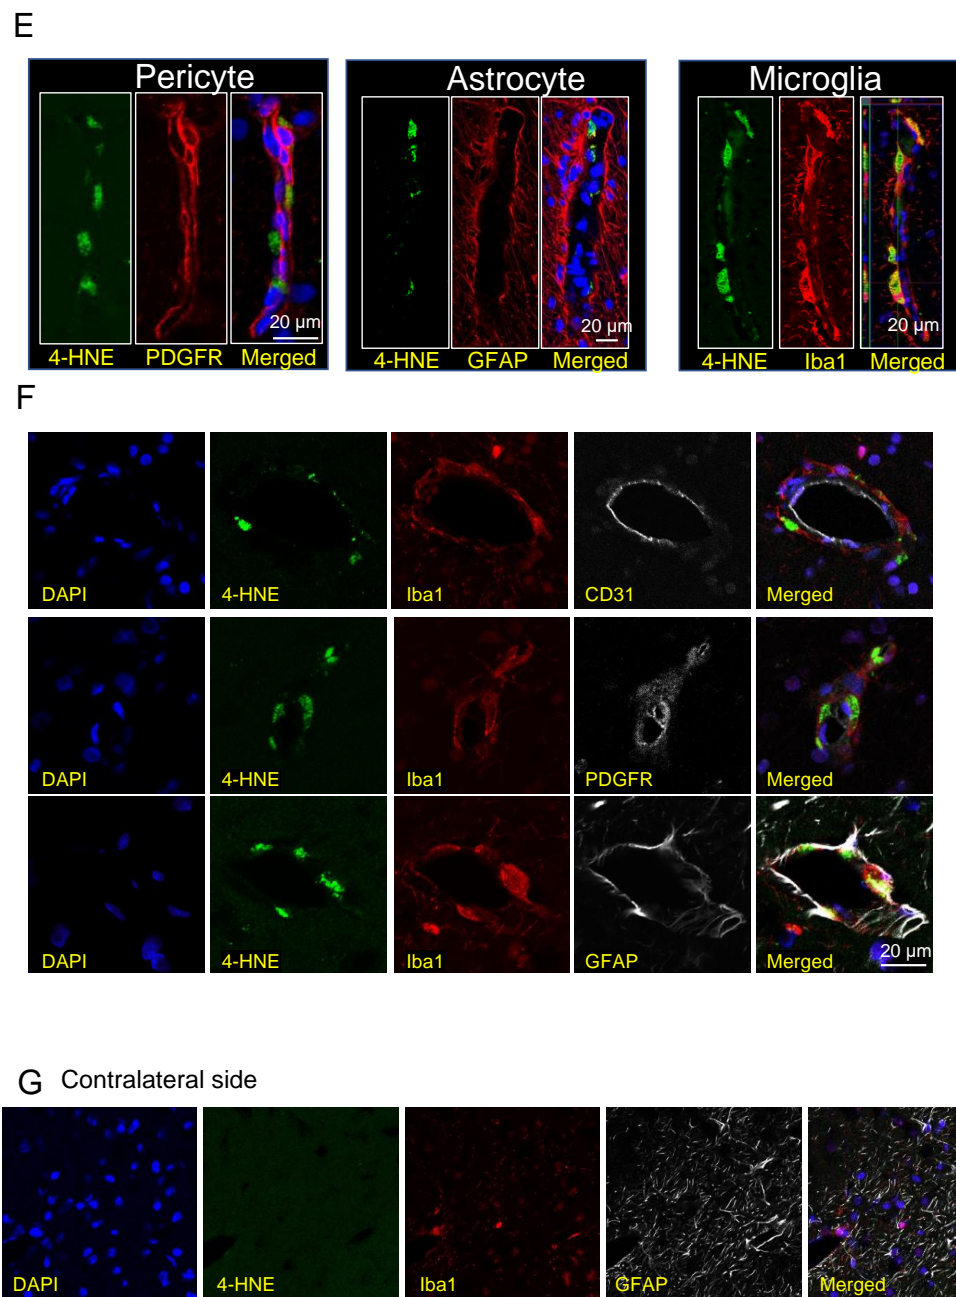 E
Pericyte Astrocyte Microglia
20 µm 20 µm 20 µm
4-HNE PDGFR Merged 4-HNE GFAP Merged 4-HNE Iba1 Merged
F
DAPI 4-HNE Iba1 CD31 Merged
DAPI 4-HNE Iba1 PDGFR Merged
20 µm
DAPI 4-HNE Iba1 GFAP Merged
G Contralateral side
DAPI 4-HNE Iba1 GFAP Merged